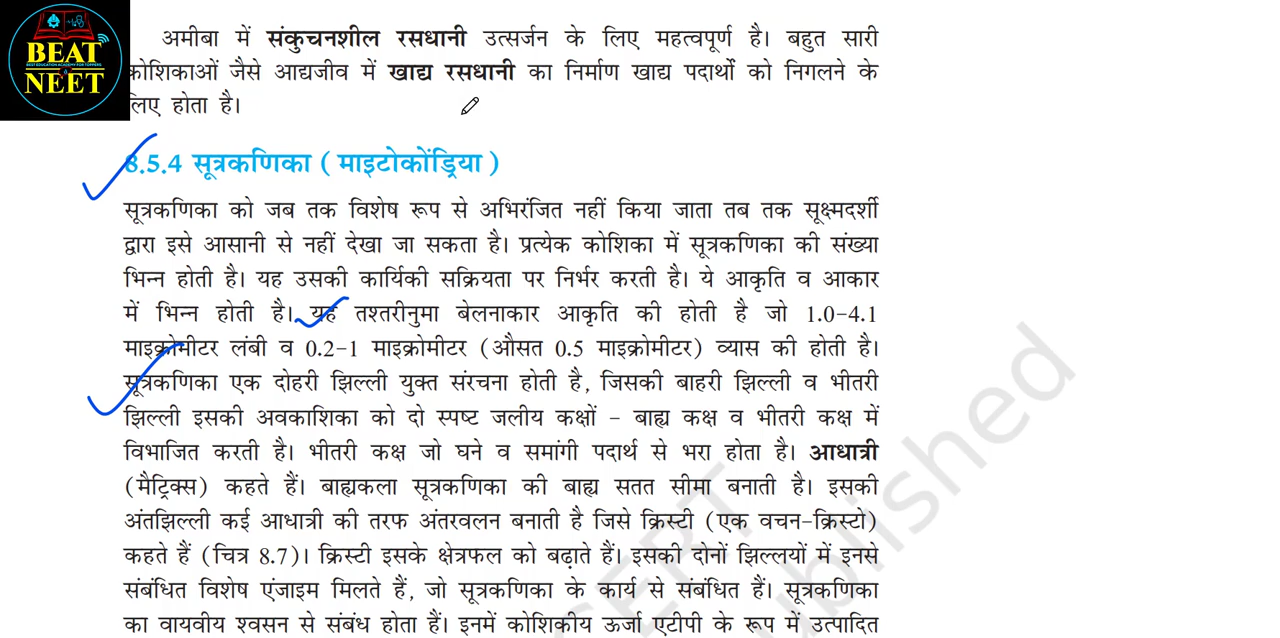 BEAT
BEST EDUCATION ACADEMY FOR TOPPERS
NEET
अमीबा में संकुचनशील रसधानी उत्सर्जन के लिए महत्वपूर्ण है। बहुत सारी
कोशिकाओं जैसे आद्यजीव में खाद्य रसधानी का निर्माण खाद्य पदार्थों को निगलने के
लिए होता है।
8.5.4 सूत्रकणिका ( माइटोकोंड्रिया )
सूत्रकणिका को जब तक विशेष रूप से अभिरंजित नहीं किया जाता तब तक सूक्ष्मदर्शी
द्वारा इसे आसानी से नहीं देखा जा सकता है। प्रत्येक कोशिका में सूत्रकणिका की संख्या
भिन्न होती है। यह उसकी कार्यिकी सक्रियता पर निर्भर करती है। ये आकृति व आकार
में भिन्न होती है। यह तश्तरीनुमा बेलनाकार आकृति की होती है जो 1.0-4.1
माइक्रोमीटर लंबी व 0.2-1 माइक्रोमीटर (औसत 0.5 माइक्रोमीटर) व्यास की होती है।
सूत्रकणिका एक दोहरी झिल्ली युक्त संरचना होती है, जिसकी बाहरी झिल्ली व भीतरी
झिल्ली इसकी अवकाशिका को दो स्पष्ट जलीय कक्षों - बाह्य कक्ष व भीतरी कक्ष में
विभाजित करती है। भीतरी कक्ष जो घने व समांगी पदार्थ से भरा होता है। आधात्री
(मैट्रिक्स) कहते हैं। बाह्यकला सूत्रकणिका की बाह्य सतत सीमा बनाती है। इसकी
अंतझिल्ली कई आधात्री की तरफ अंतरवलन बनाती है जिसे क्रिस्टी (एक वचन-क्रिस्टो)
कहते हैं (चित्र 8.7)। क्रिस्टी इसके क्षेत्रफल को बढ़ाते हैं। इसकी दोनों झिल्लयों में इनसे
संबंधित विशेष एंजाइम मिलते हैं, जो सूत्रकणिका के कार्य से संबंधित हैं। सूत्रकणिका
का वायवीय श्वसन से संबंध होता हैं। इनमें कोशिकीय ऊर्जा एटीपी के रूप में उत्पादित